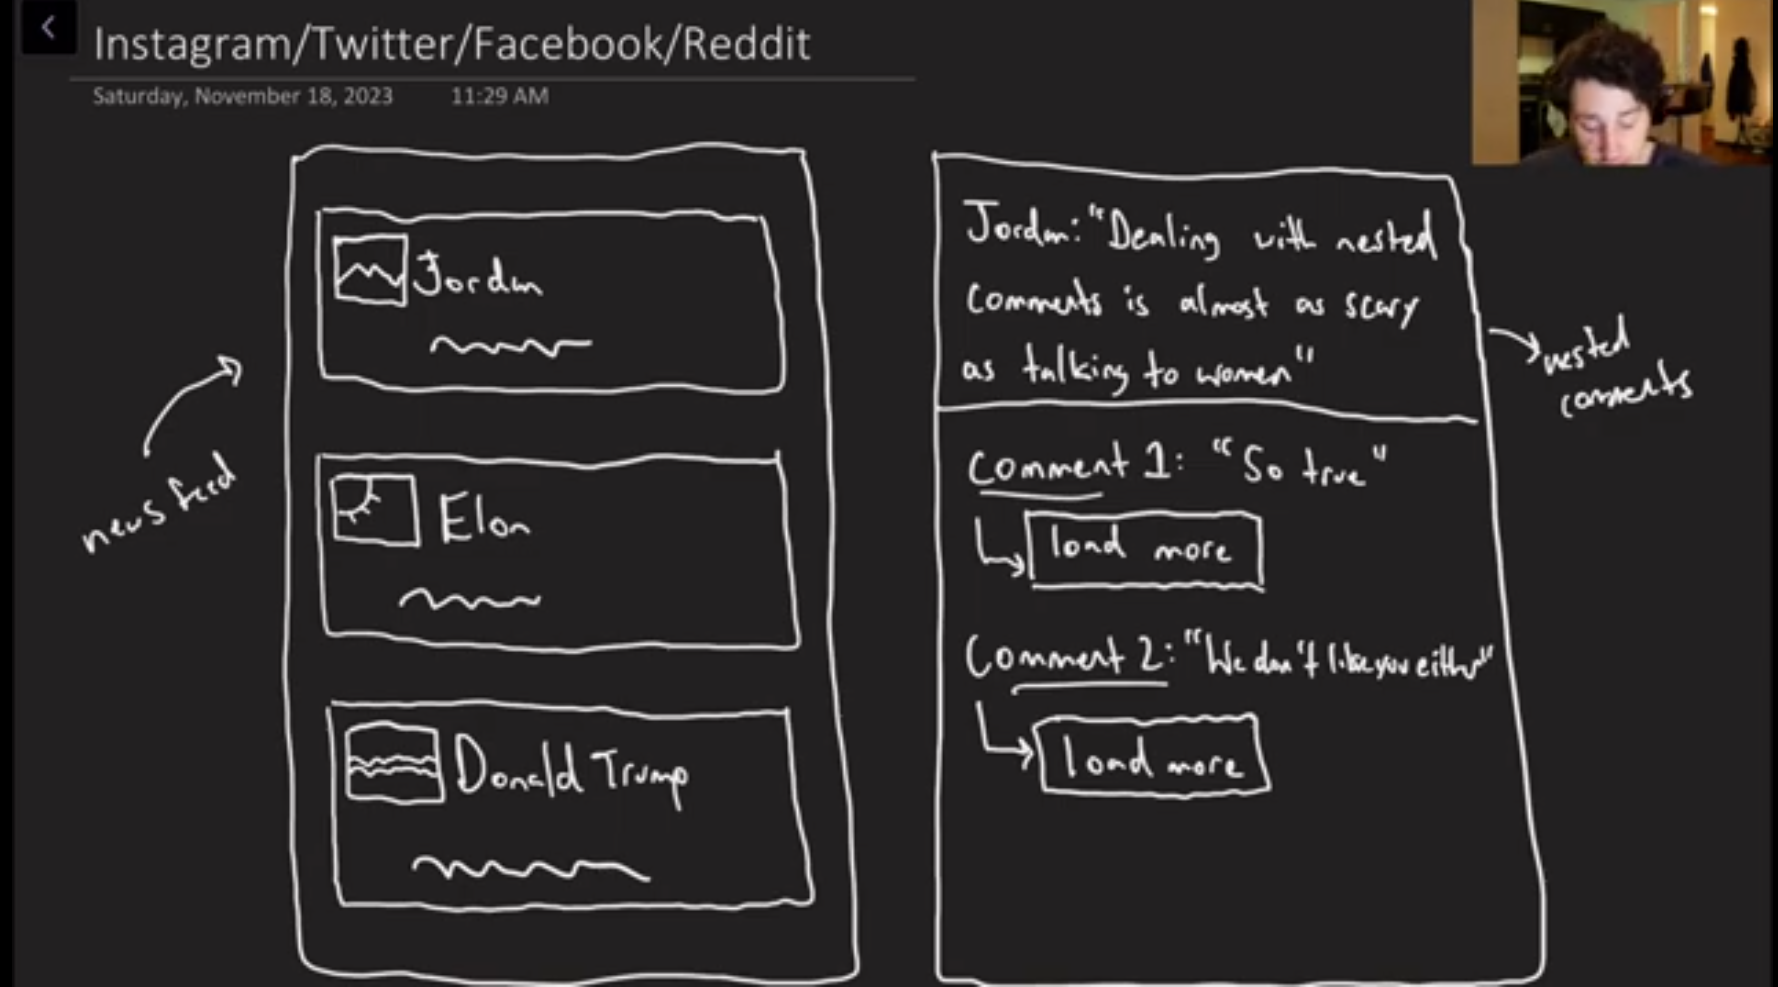 Instagram/Twitter/Facebook/Reddit
Saturday, November 18, 2023 11:29 AM
Jordan
Elon
Donald Trump
news feed
Jordan: "Dealing with nested
comments is almost as scary
as talking to women"
Comment 1: "So true"
load more
Comment 2: "We don't like you either"
load more
nested
comments